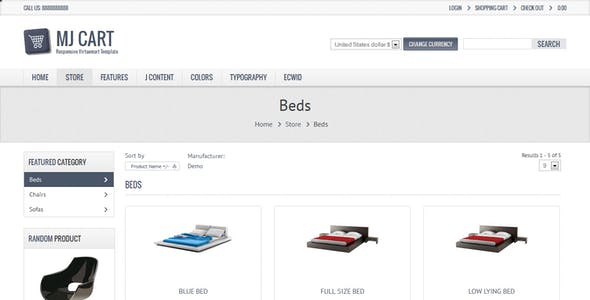 CALL US: 8888888888
LOGIN > SHOPPING CART > CHECK OUT > 0.00
MJ CART
Responsive Virtuemart Template
United States dollar $
CHANGE CURRENCY
SEARCH
HOME STORE FEATURES J CONTENT COLORS TYPOGRAPHY ECWID
Beds
Home > Store > Beds
FEATURED CATEGORY
Beds
Chairs
Sofas
RANDOM PRODUCT
Sort by
Product Name +/-
Manufacturer:
Demo
Results 1 - 5 of 5
9
BEDS
BLUE BED
FULL SIZE BED
LOW LYING BED